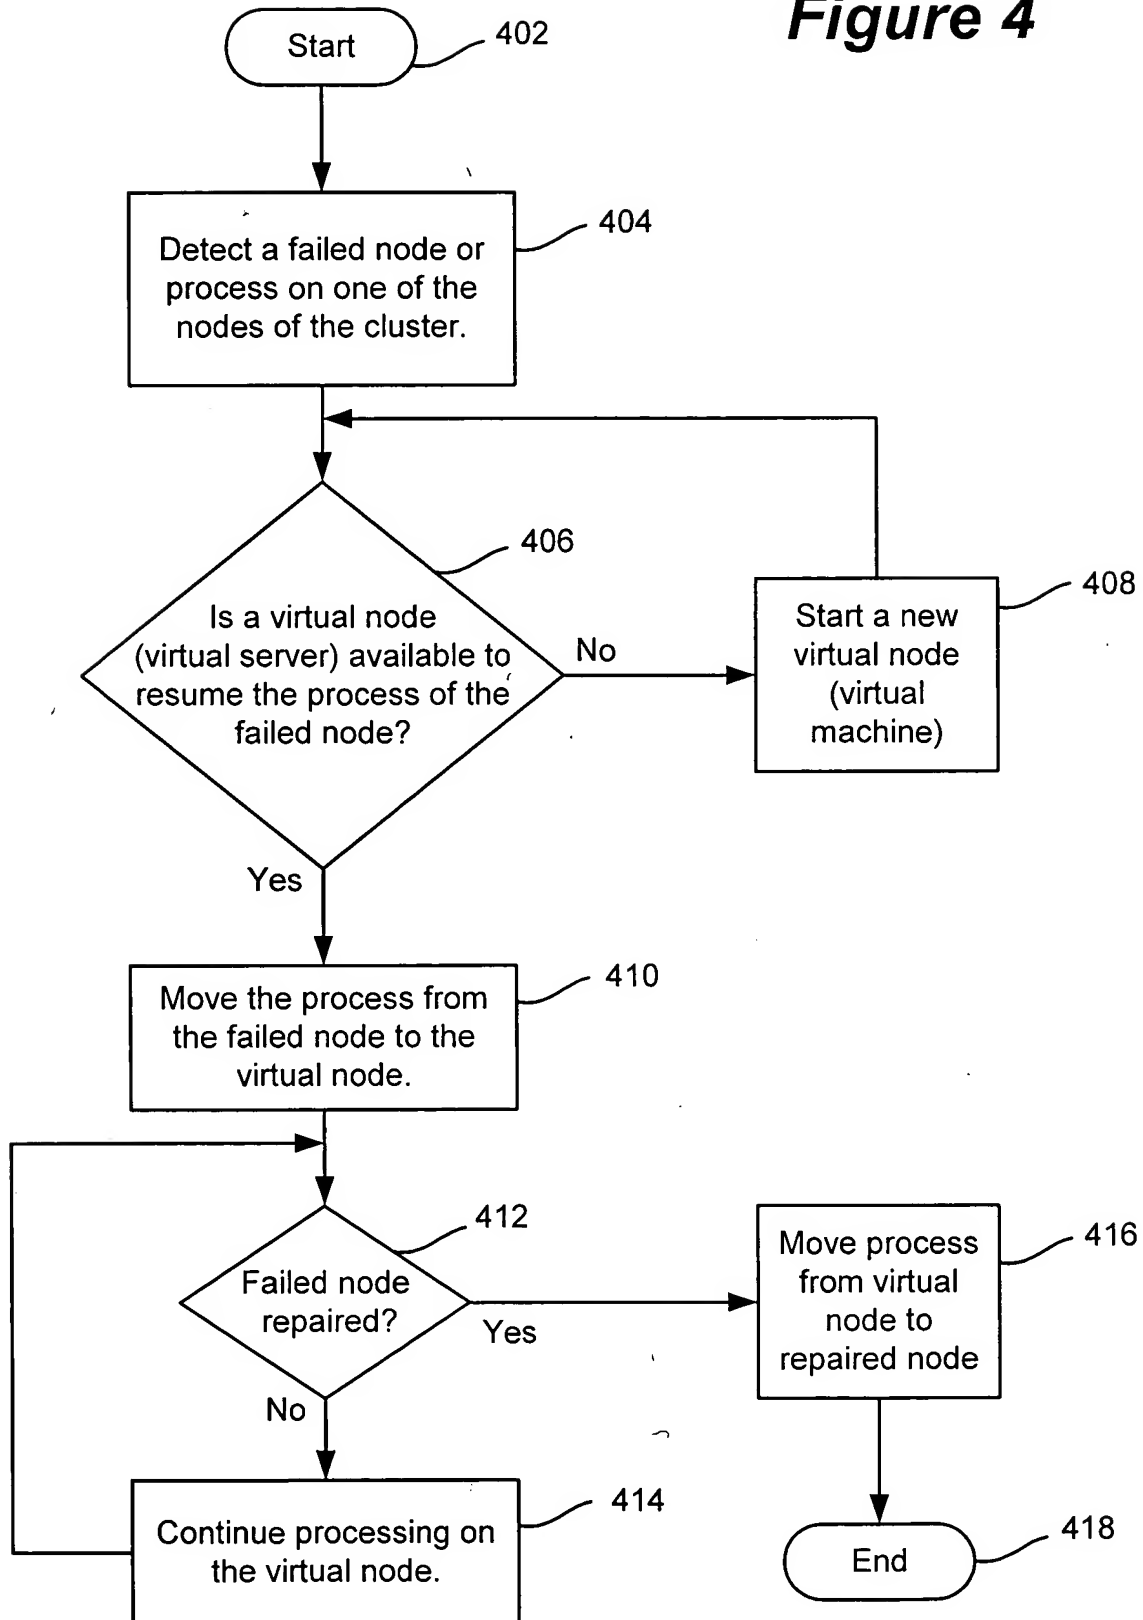 Figure 4
Start
402
404
Detect a failed node or
process on one of the
nodes of the cluster.
406
Is a virtual node
(virtual server) available to
resume the process of the
failed node?
No
408
Start a new
virtual node
(virtual
machine)
Yes
410
Move the process from
the failed node to the
virtual node.
412
Failed node
repaired?
Yes
416
Move process
from virtual
node to
repaired node
No
414
Continue processing on
the virtual node.
End
418